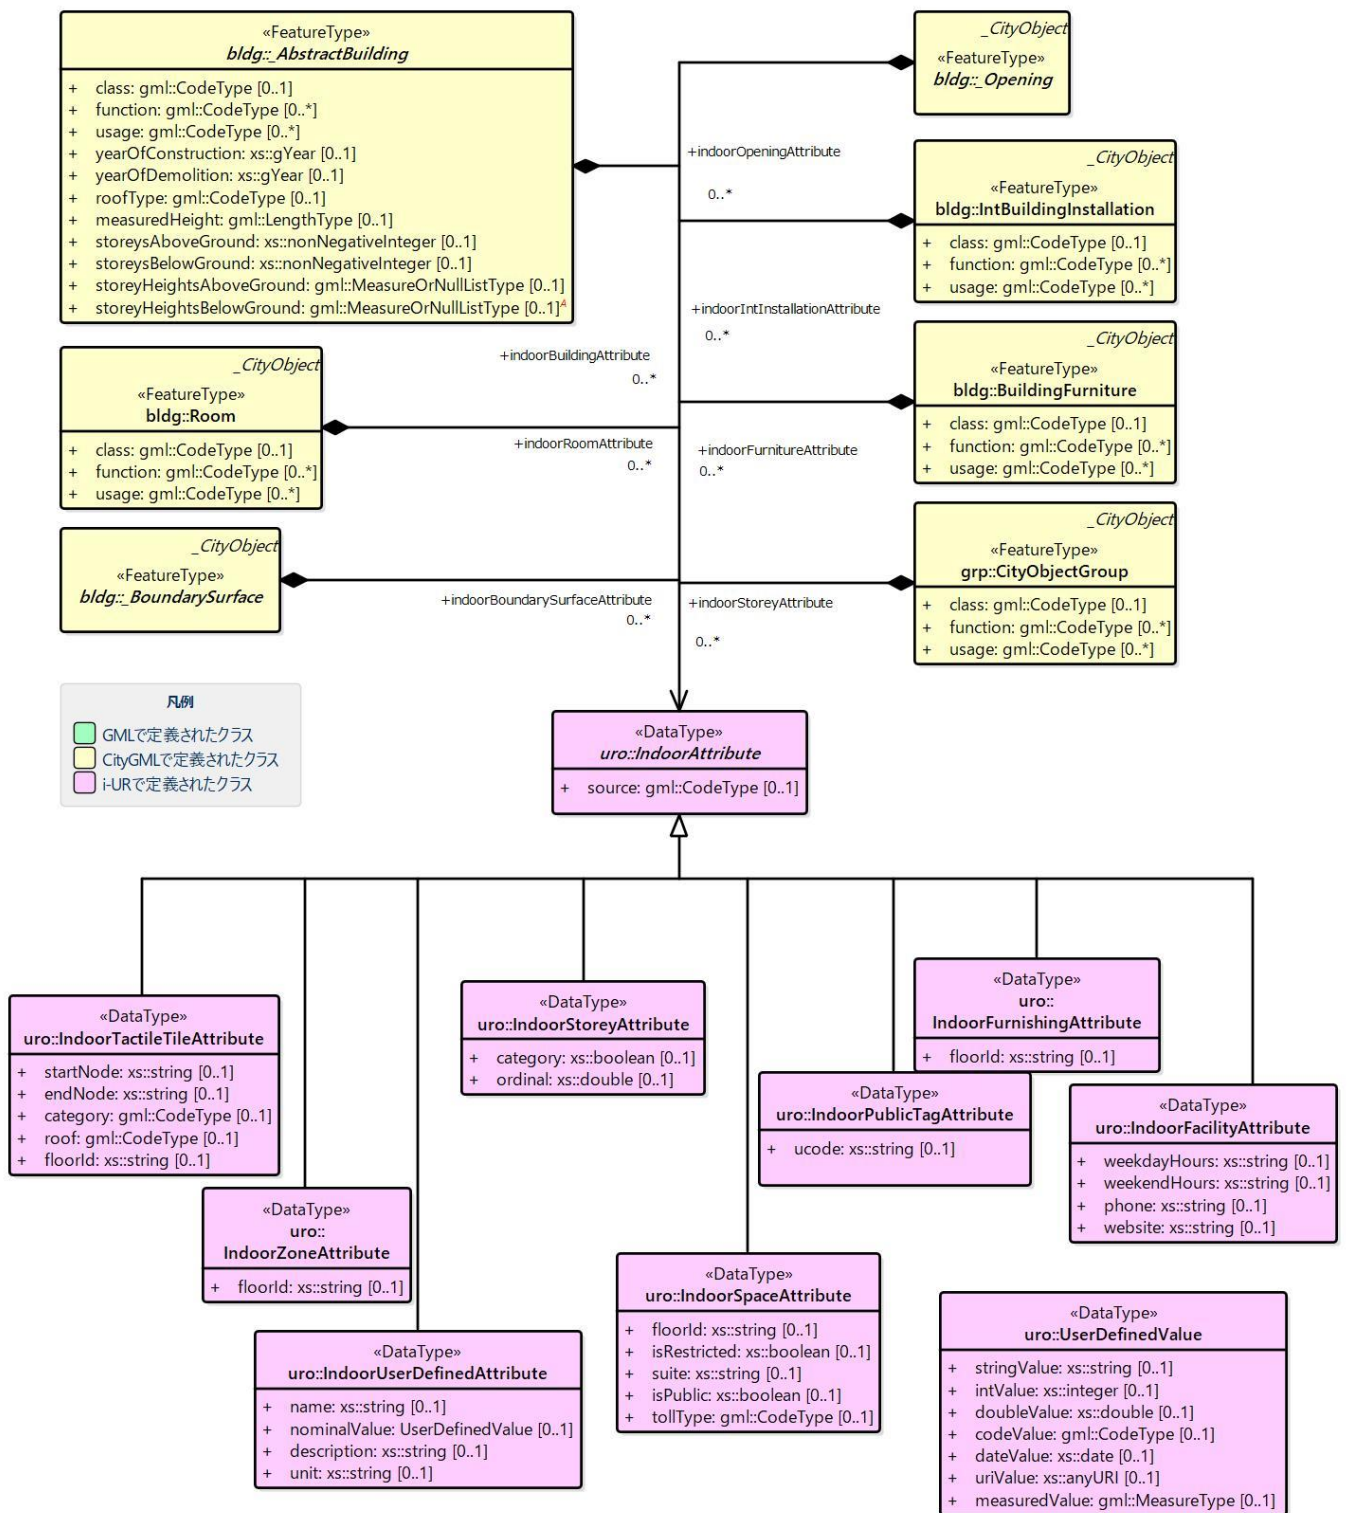 «FeatureType»
bldg::_AbstractBuilding
+ class: gml::CodeType [0..1]
+ function: gml::CodeType [0..*]
+ usage: gml::CodeType [0..*]
+ yearOfConstruction: xs::gYear [0..1]
+ yearOfDemolition: xs::gYear [0..1]
+ roofType: gml::CodeType [0..1]
+ measuredHeight: gml::LengthType [0..1]
+ storeysAboveGround: xs::nonNegativeInteger [0..1]
+ storeysBelowGround: xs::nonNegativeInteger [0..1]
+ storeyHeightsAboveGround: gml::MeasureOrNullListType [0..1]
+ storeyHeightsBelowGround: gml::MeasureOrNullListType [0..1]A
_CityObject
«FeatureType»
bldg::_Opening
+indoorOpeningAttribute
0..*
_CityObject
«FeatureType»
bldg::IntBuildingInstallation
+ class: gml::CodeType [0..1]
+ function: gml::CodeType [0..*]
+ usage: gml::CodeType [0..*]
+indoorIntInstallationAttribute
0..*
+indoorBuildingAttribute
0..*
_CityObject
«FeatureType»
bldg::Room
+ class: gml::CodeType [0..1]
+ function: gml::CodeType [0..*]
+ usage: gml::CodeType [0..*]
+indoorRoomAttribute
0..*
_CityObject
«FeatureType»
bldg::BuildingFurniture
+ class: gml::CodeType [0..1]
+ function: gml::CodeType [0..*]
+ usage: gml::CodeType [0..*]
+indoorFurnitureAttribute
0..*
_CityObject
«FeatureType»
bldg::_BoundarySurface
+indoorBoundarySurfaceAttribute
0..*
_CityObject
«FeatureType»
grp::CityObjectGroup
+ class: gml::CodeType [0..1]
+ function: gml::CodeType [0..*]
+ usage: gml::CodeType [0..*]
+indoorStoreyAttribute
0..*
凡例
GMLで定義されたクラス
CityGMLで定義されたクラス
i-URで定義されたクラス
«DataType»
uro::IndoorAttribute
+ source: gml::CodeType [0..1]
«DataType»
uro::IndoorTactileTileAttribute
+ startNode: xs::string [0..1]
+ endNode: xs::string [0..1]
+ category: gml::CodeType [0..1]
+ roof: gml::CodeType [0..1]
+ floorId: xs::string [0..1]
«DataType»
uro::IndoorStoreyAttribute
+ category: xs::boolean [0..1]
+ ordinal: xs::double [0..1]
«DataType»
uro::
IndoorFurnishingAttribute
+ floorId: xs::string [0..1]
«DataType»
uro::IndoorPublicTagAttribute
+ ucode: xs::string [0..1]
«DataType»
uro::IndoorFacilityAttribute
+ weekdayHours: xs::string [0..1]
+ weekendHours: xs::string [0..1]
+ phone: xs::string [0..1]
+ website: xs::string [0..1]
«DataType»
uro::
IndoorZoneAttribute
+ floorId: xs::string [0..1]
«DataType»
uro::IndoorSpaceAttribute
+ floorId: xs::string [0..1]
+ isRestricted: xs::boolean [0..1]
+ suite: xs::string [0..1]
+ isPublic: xs::boolean [0..1]
+ tollType: gml::CodeType [0..1]
«DataType»
uro::IndoorUserDefinedAttribute
+ name: xs::string [0..1]
+ nominalValue: UserDefinedValue [0..1]
+ description: xs::string [0..1]
+ unit: xs::string [0..1]
«DataType»
uro::UserDefinedValue
+ stringValue: xs::string [0..1]
+ intValue: xs::integer [0..1]
+ doubleValue: xs::double [0..1]
+ codeValue: gml::CodeType [0..1]
+ dateValue: xs::date [0..1]
+ uriValue: xs::anyURI [0..1]
+ measuredValue: gml::MeasureType [0..1]